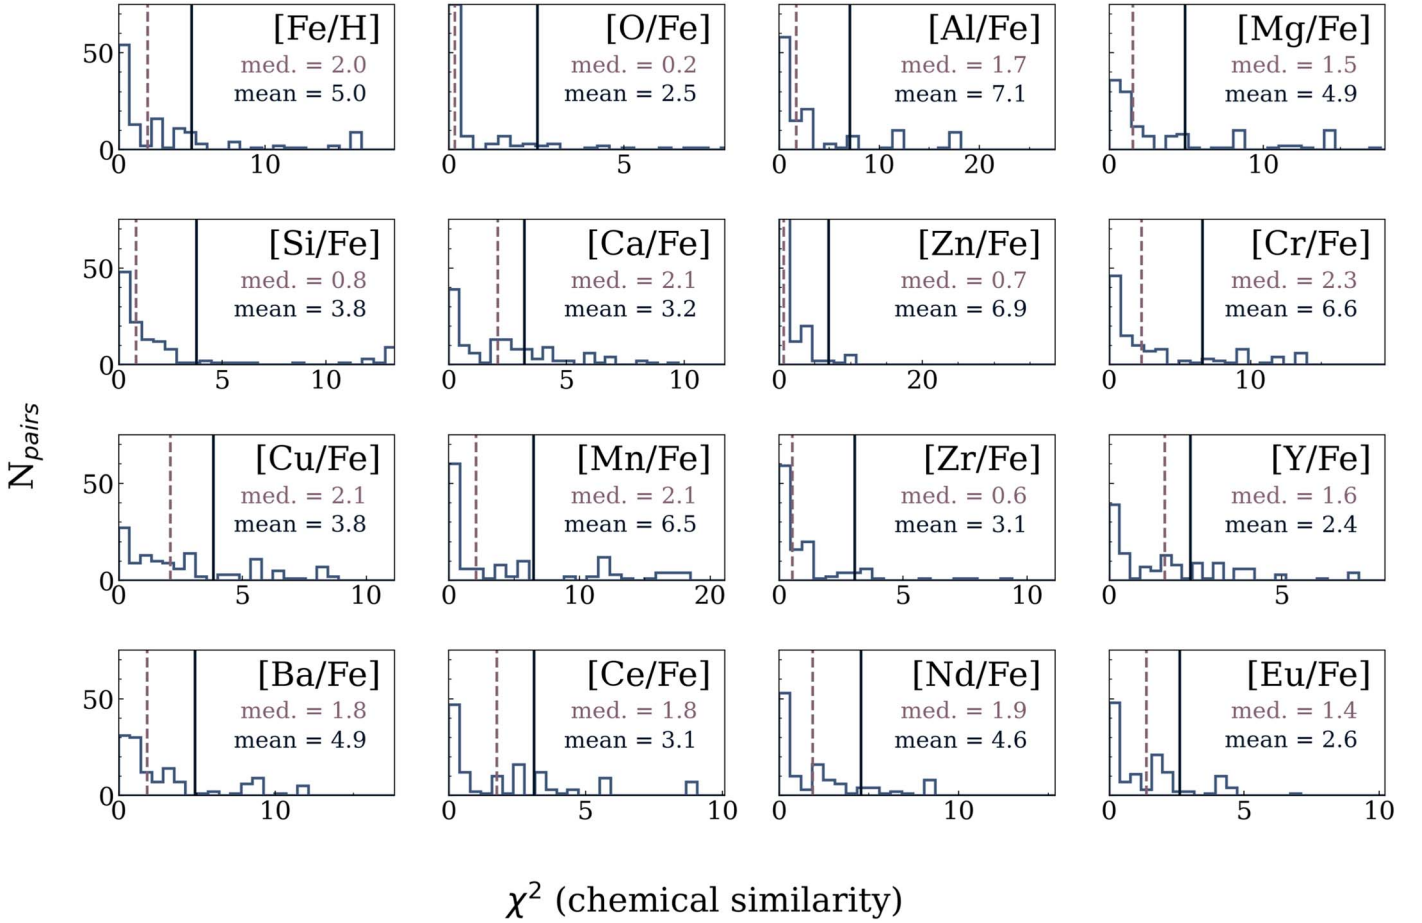 [Fe/H]
med. = 2.0
mean = 5.0
50
0
0 10
[O/Fe]
med. = 0.2
mean = 2.5
0 5
[Al/Fe]
med. = 1.7
mean = 7.1
0 10 20
[Mg/Fe]
med. = 1.5
mean = 4.9
0 10
[Si/Fe]
med. = 0.8
mean = 3.8
50
0
0 5 10
[Ca/Fe]
med. = 2.1
mean = 3.2
0 5 10
[Zn/Fe]
med. = 0.7
mean = 6.9
0 20
[Cr/Fe]
med. = 2.3
mean = 6.6
0 10
N_pairs
[Cu/Fe]
med. = 2.1
mean = 3.8
50
0
0 5 10
[Mn/Fe]
med. = 2.1
mean = 6.5
0 10 20
[Zr/Fe]
med. = 0.6
mean = 3.1
0 5 10
[Y/Fe]
med. = 1.6
mean = 2.4
0 5
[Ba/Fe]
med. = 1.8
mean = 4.9
50
0
0 10
[Ce/Fe]
med. = 1.8
mean = 3.1
0 5 10
[Nd/Fe]
med. = 1.9
mean = 4.6
0 10
[Eu/Fe]
med. = 1.4
mean = 2.6
0 5 10
χ² (chemical similarity)